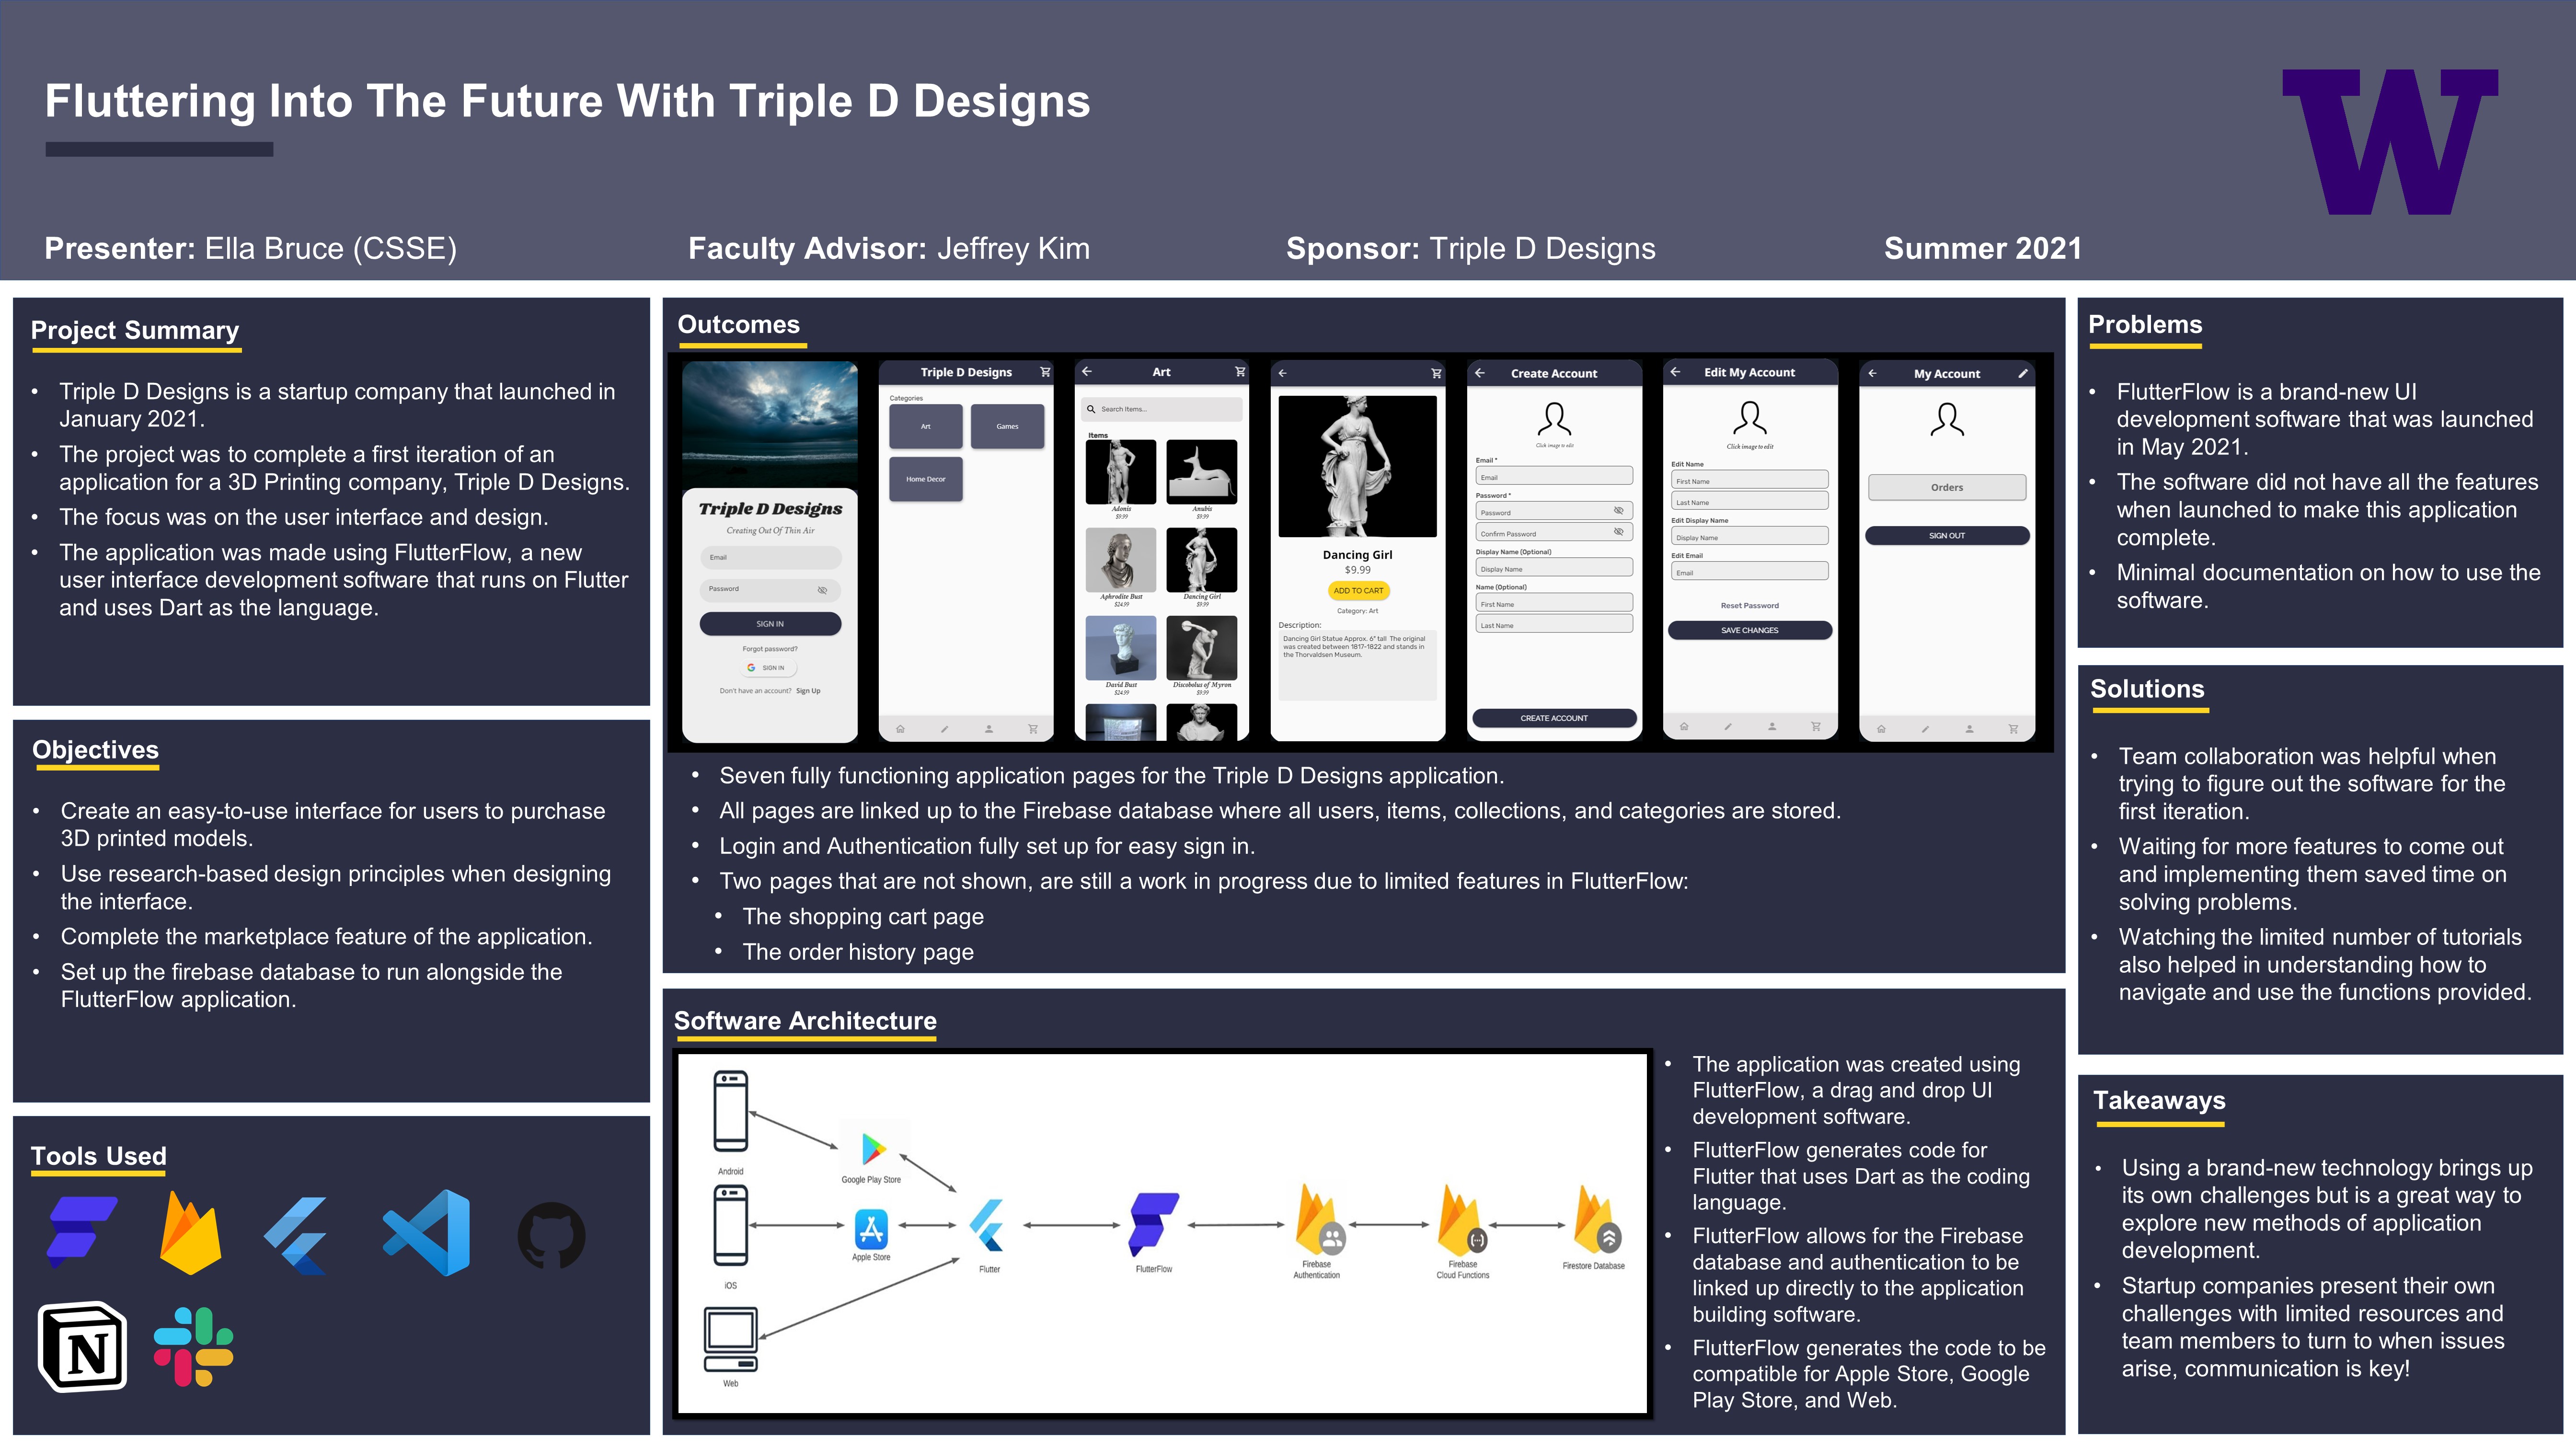 Fluttering Into The Future With Triple D Designs
W
Presenter: Ella Bruce (CSSE)
Faculty Advisor: Jeffrey Kim
Sponsor: Triple D Designs
Summer 2021
Project Summary
• Triple D Designs is a startup company that launched in
January 2021.
• The project was to complete a first iteration of an
application for a 3D Printing company, Triple D Designs.
• The focus was on the user interface and design.
• The application was made using FlutterFlow, a new
user interface development software that runs on Flutter
and uses Dart as the language.
Objectives
• Create an easy-to-use interface for users to purchase
3D printed models.
• Use research-based design principles when designing
the interface.
• Complete the marketplace feature of the application.
• Set up the firebase database to run alongside the
FlutterFlow application.
Tools Used
N
Outcomes
Triple D Designs
Creating Out Of Thin Air
Email
Password
SIGN IN
Forgot password?
SIGN IN
Don't have an account? Sign Up
Triple D Designs
Categories
Art
Games
Home Decor
Art
Search Items...
Items
Adonis
$9.99
Anubis
$9.99
Aphrodite Bust
$24.99
Dancing Girl
$9.99
David Bust
$24.99
Discobolus of Myron
$9.99
Dancing Girl
$9.99
ADD TO CART
Category: Art
Description:
Dancing Girl Statue Approx. 6" tall The original
was created between 1817-1822 and stands in
the Thorvaldsen Museum.
Create Account
Click image to edit
Email *
Email
Password *
Password
Confirm Password
Display Name (Optional)
Display Name
Name (Optional)
First Name
Last Name
CREATE ACCOUNT
Edit My Account
Click image to edit
Edit Name
First Name
Last Name
Edit Display Name
Display Name
Edit Email
Email
Reset Password
SAVE CHANGES
My Account
Orders
SIGN OUT
• Seven fully functioning application pages for the Triple D Designs application.
• All pages are linked up to the Firebase database where all users, items, collections, and categories are stored.
• Login and Authentication fully set up for easy sign in.
• Two pages that are not shown, are still a work in progress due to limited features in FlutterFlow:
• The shopping cart page
• The order history page
Software Architecture
Android
Google Play Store
iOS
Apple Store
Web
Flutter
FlutterFlow
Firebase
Authentication
Firebase
Cloud Functions
Firestore Database
• The application was created using
FlutterFlow, a drag and drop UI
development software.
• FlutterFlow generates code for
Flutter that uses Dart as the coding
language.
• FlutterFlow allows for the Firebase
database and authentication to be
linked up directly to the application
building software.
• FlutterFlow generates the code to be
compatible for Apple Store, Google
Play Store, and Web.
Problems
• FlutterFlow is a brand-new UI
development software that was launched
in May 2021.
• The software did not have all the features
when launched to make this application
complete.
• Minimal documentation on how to use the
software.
Solutions
• Team collaboration was helpful when
trying to figure out the software for the
first iteration.
• Waiting for more features to come out
and implementing them saved time on
solving problems.
• Watching the limited number of tutorials
also helped in understanding how to
navigate and use the functions provided.
Takeaways
• Using a brand-new technology brings up
its own challenges but is a great way to
explore new methods of application
development.
• Startup companies present their own
challenges with limited resources and
team members to turn to when issues
arise, communication is key!